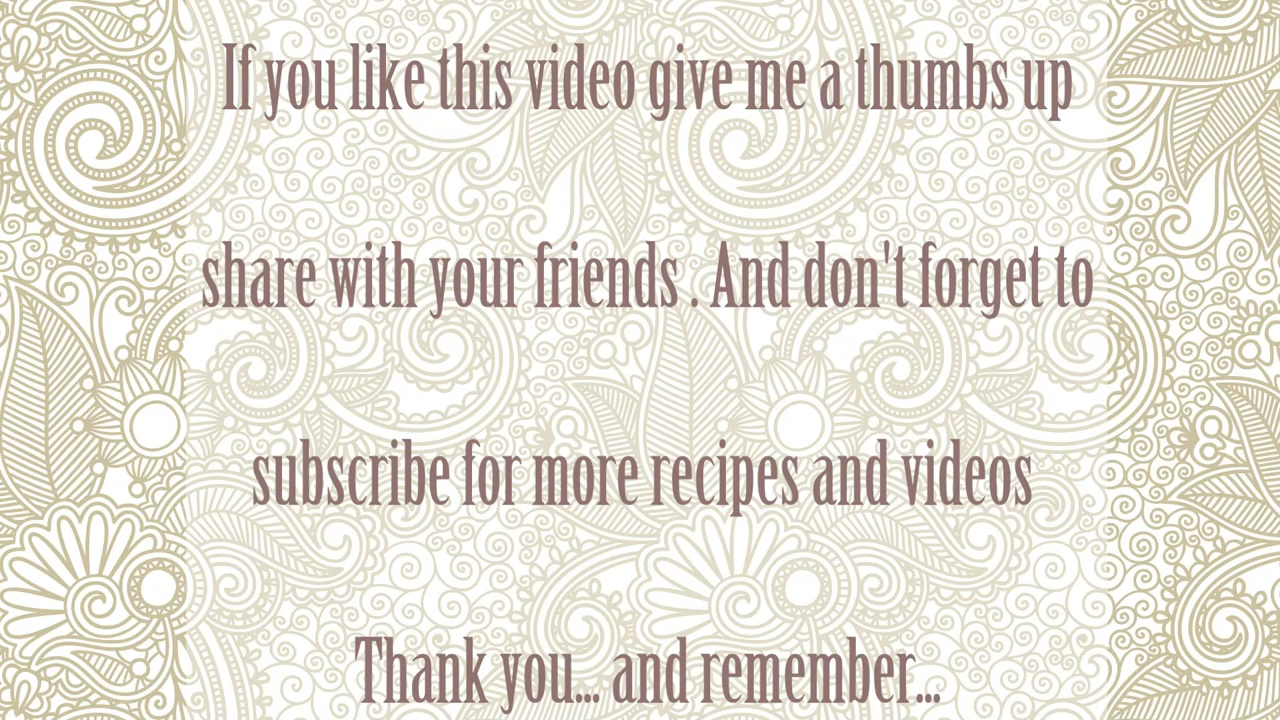 If you like this video give me a thumbs up
share with your friends . And don't forget to
subscribe for more recipes and videos
Thank you... and remember...